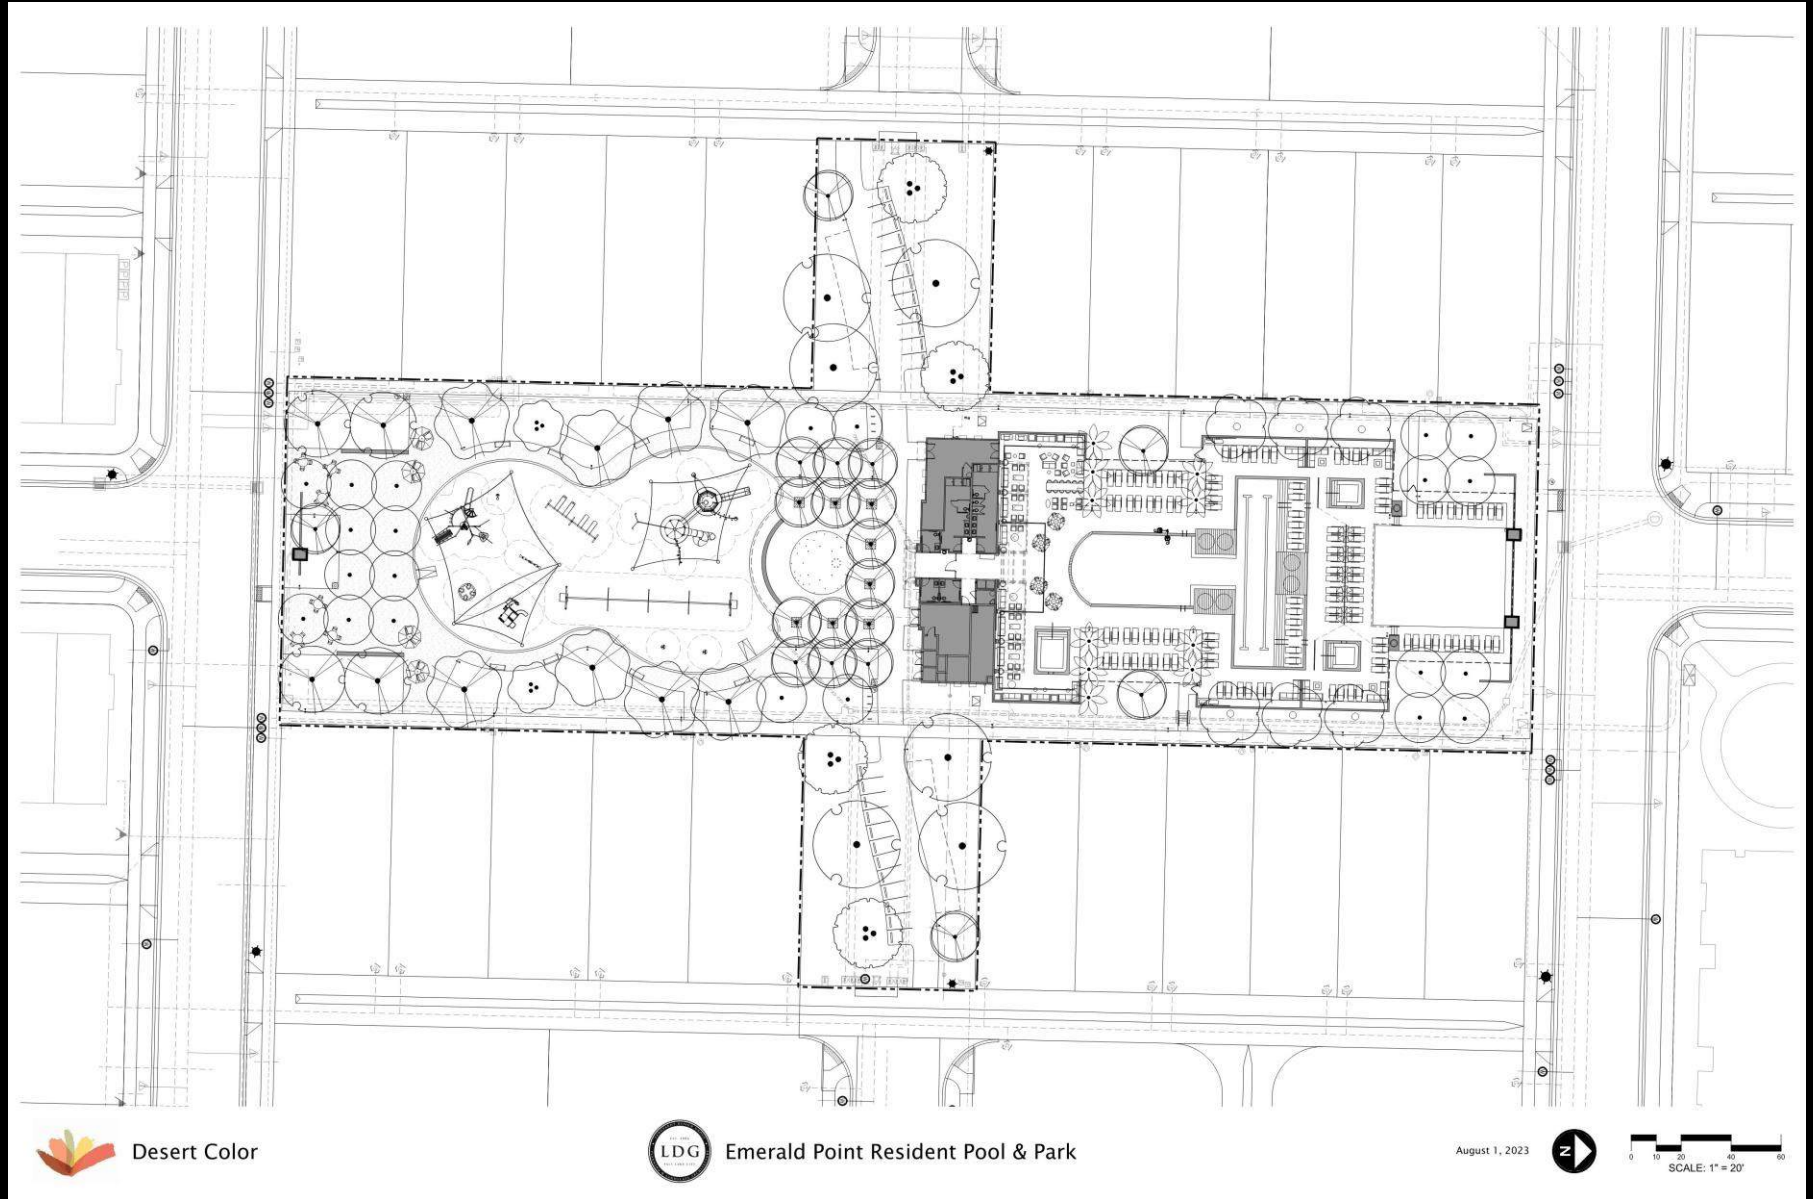 Desert Color
LDG
Emerald Point Resident Pool & Park
August 1, 2023
N
0 10 20 40 60
SCALE: 1" = 20'